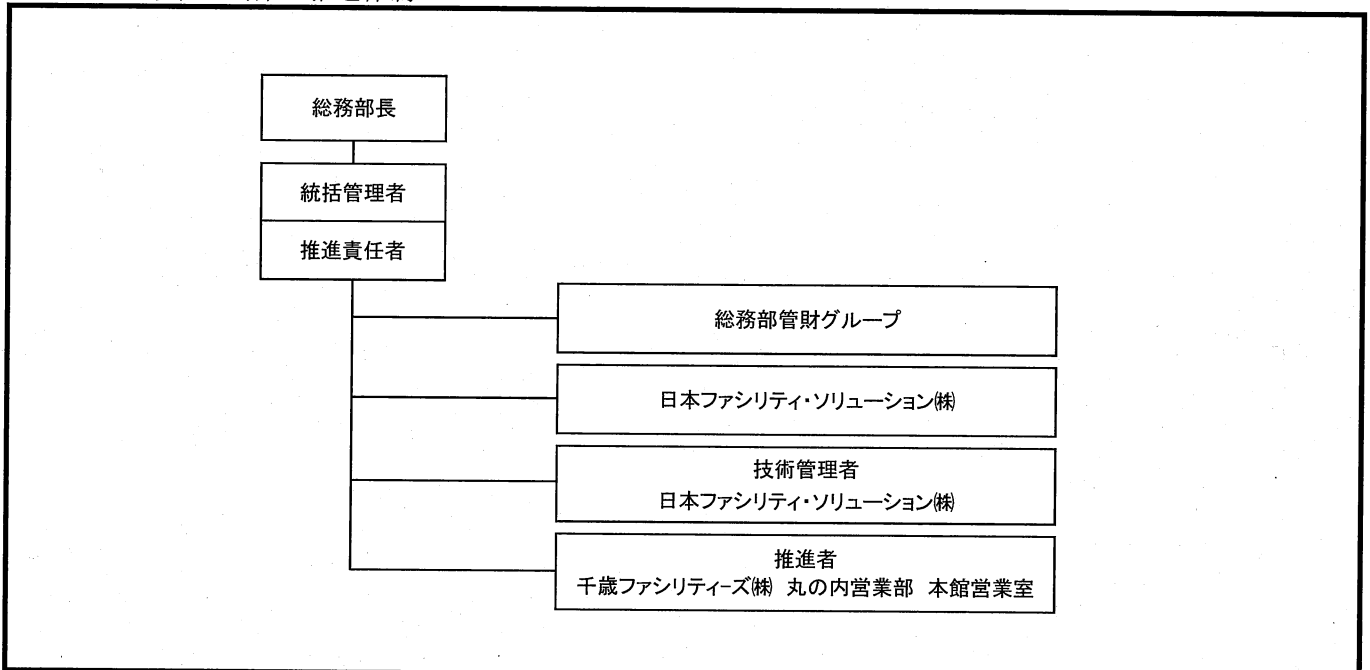 総務部長
統括管理者
推進責任者
総務部管財グループ
日本ファシリティ・ソリューション㈱
技術管理者
日本ファシリティ・ソリューション㈱
推進者
千歳ファシリティーズ㈱ 丸の内営業部 本館営業室